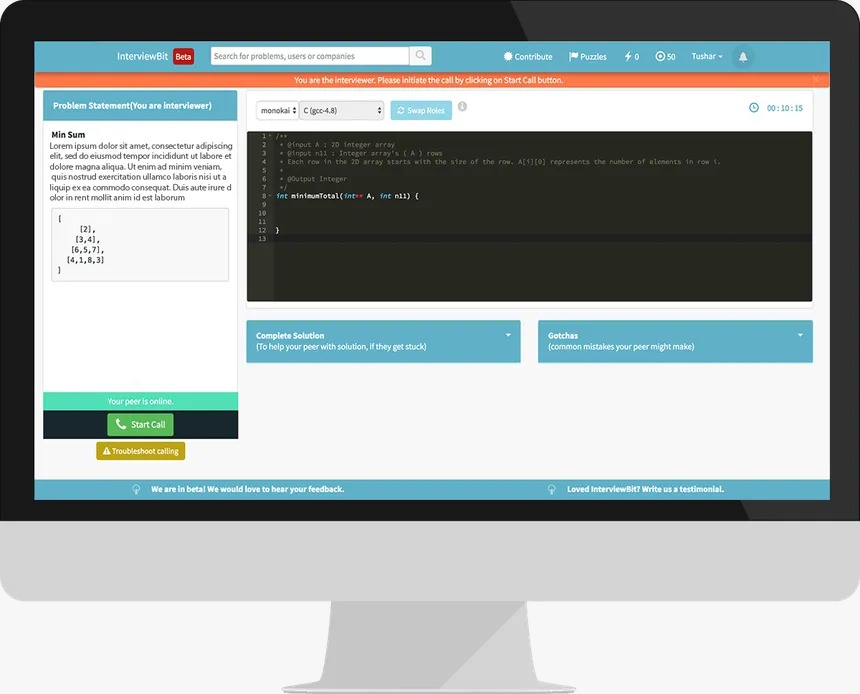 InterviewBit Beta
Search for problems, users or companies
Contribute
Puzzles
0
50
Tushar
You are the interviewer. Please initiate the call by clicking on Start Call button.
Problem Statement(You are interviewer)
Min Sum
Lorem ipsum dolor sit amet, consectetur adipiscing
elit, sed do eiusmod tempor incididunt ut labore et
dolore magna aliqua. Ut enim ad minim veniam,
quis nostrud exercitation ullamco laboris nisi ut a
liquip ex ea commodo consequat. Duis aute irure d
olor in rent mollit anim id est laborum
[
[2],
[3,4],
[6,5,7],
[4,1,8,3]
]
Your peer is online.
Start Call
Troubleshoot calling
monokai
C (gcc-4.8)
Swap Roles
00:10:15
1 /**
2 * @input A : 2D integer array
3 * @input n11 : Integer array's ( A ) rows
4 * Each row in the 2D array starts with the size of the row. A[i][0] represents the number of elements in row i.
5 *
6 * @Output Integer
7 */
8 int minimumTotal(int** A, int n11) {
9
10
11
12 }
13
Complete Solution
(To help your peer with solution, if they get stuck)
Gotchas
(common mistakes your peer might make)
We are in beta! We would love to hear your feedback.
Loved InterviewBit? Write us a testimonial.